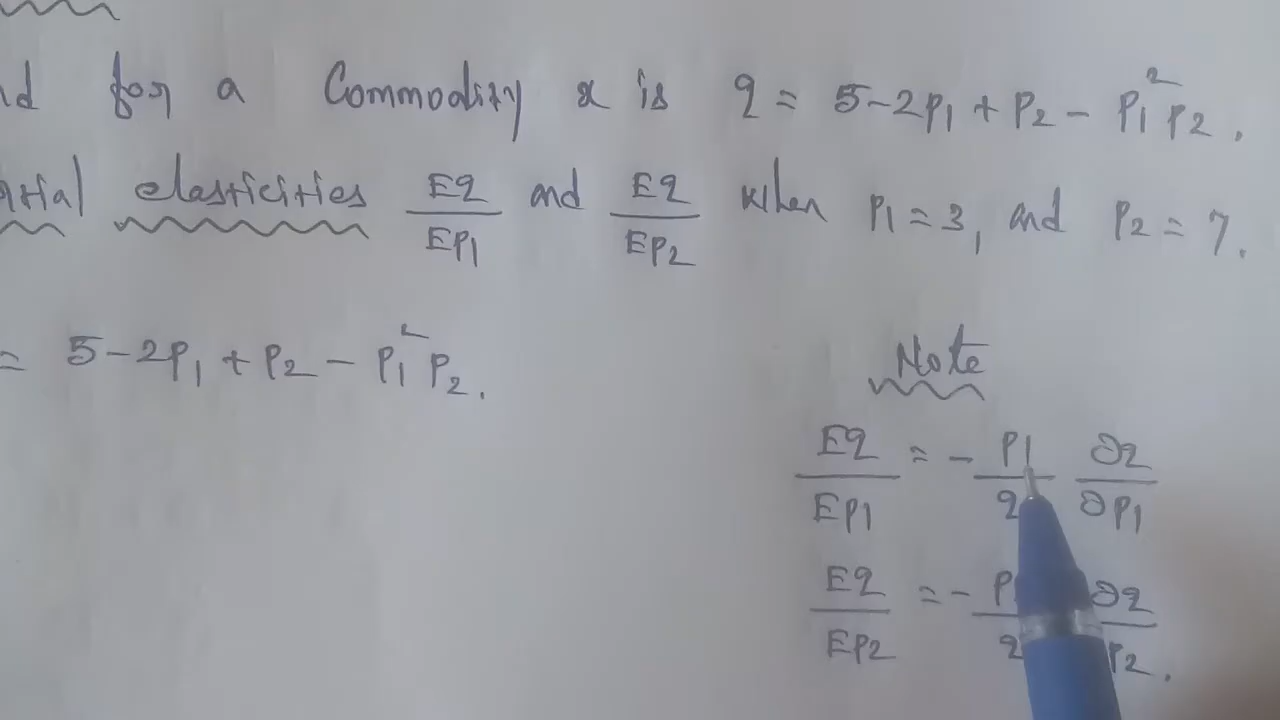 for a Commodity x is q = 5-2p₁ + p₂ - p₁²p₂.
elasticities Eq/Ep₁ and Eq/Ep₂ when p₁ = 3, and p₂ = 7.
= 5-2p₁ + p₂ - p₁²p₂.
Note
Eq/Ep₁ = - p₁/q ∂q/∂p₁
Eq/Ep₂ = - p /q ∂q/ p₂.